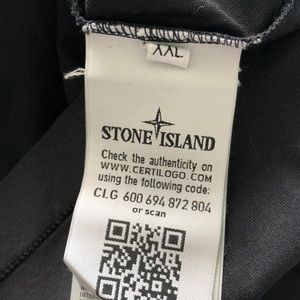 XXL
STONE ISLAND
Check the authenticity on
WWW.CERTILOGO.COM
using the following code:
CLG 600 694 872 804
or scan